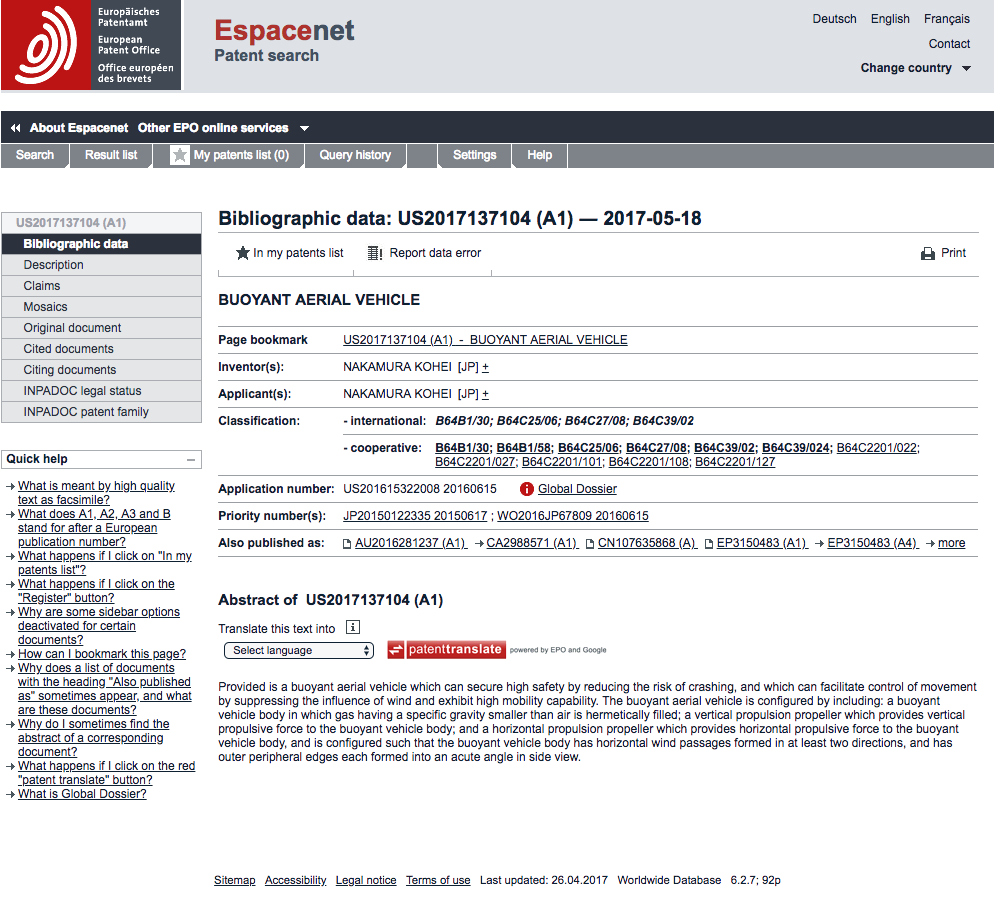 Europäisches
Patentamt
European
Patent Office
Office européen
des brevets
Espacenet
Patent search
Deutsch English Français
Contact
Change country
About Espacenet Other EPO online services
Search Result list My patents list (0) Query history Settings Help
US2017137104 (A1)
Bibliographic data
Description
Claims
Mosaics
Original document
Cited documents
Citing documents
INPADOC legal status
INPADOC patent family
Quick help
What is meant by high quality
text as facsimile?
What does A1, A2, A3 and B
stand for after a European
publication number?
What happens if I click on "In my
patents list"?
What happens if I click on the
"Register" button?
Why are some sidebar options
deactivated for certain
documents?
How can I bookmark this page?
Why does a list of documents
with the heading "Also published
as" sometimes appear, and what
are these documents?
Why do I sometimes find the
abstract of a corresponding
document?
What happens if I click on the red
"patent translate" button?
What is Global Dossier?
Bibliographic data: US2017137104 (A1) — 2017-05-18
In my patents list Report data error Print
BUOYANT AERIAL VEHICLE
Page bookmark US2017137104 (A1) - BUOYANT AERIAL VEHICLE
Inventor(s): NAKAMURA KOHEI [JP] +
Applicant(s): NAKAMURA KOHEI [JP] +
Classification: - international: B64B1/30; B64C25/06; B64C27/08; B64C39/02
- cooperative: B64B1/30; B64B1/58; B64C25/06; B64C27/08; B64C39/02; B64C39/024; B64C2201/022;
B64C2201/027; B64C2201/101; B64C2201/108; B64C2201/127
Application number: US201615322008 20160615 Global Dossier
Priority number(s): JP20150122335 20150617 ; WO2016JP67809 20160615
Also published as: AU2016281237 (A1) CA2988571 (A1) CN107635868 (A) EP3150483 (A1) EP3150483 (A4) more
Abstract of US2017137104 (A1)
Translate this text into i
Select language patenttranslate powered by EPO and Google
Provided is a buoyant aerial vehicle which can secure high safety by reducing the risk of crashing, and which can facilitate control of movement
by suppressing the influence of wind and exhibit high mobility capability. The buoyant aerial vehicle is configured by including: a buoyant
vehicle body in which gas having a specific gravity smaller than air is hermetically filled; a vertical propulsion propeller which provides vertical
propulsive force to the buoyant vehicle body; and a horizontal propulsion propeller which provides horizontal propulsive force to the buoyant
vehicle body, and is configured such that the buoyant vehicle body has horizontal wind passages formed in at least two directions, and has
outer peripheral edges each formed into an acute angle in side view.
Sitemap Accessibility Legal notice Terms of use Last updated: 26.04.2017 Worldwide Database 6.2.7; 92p